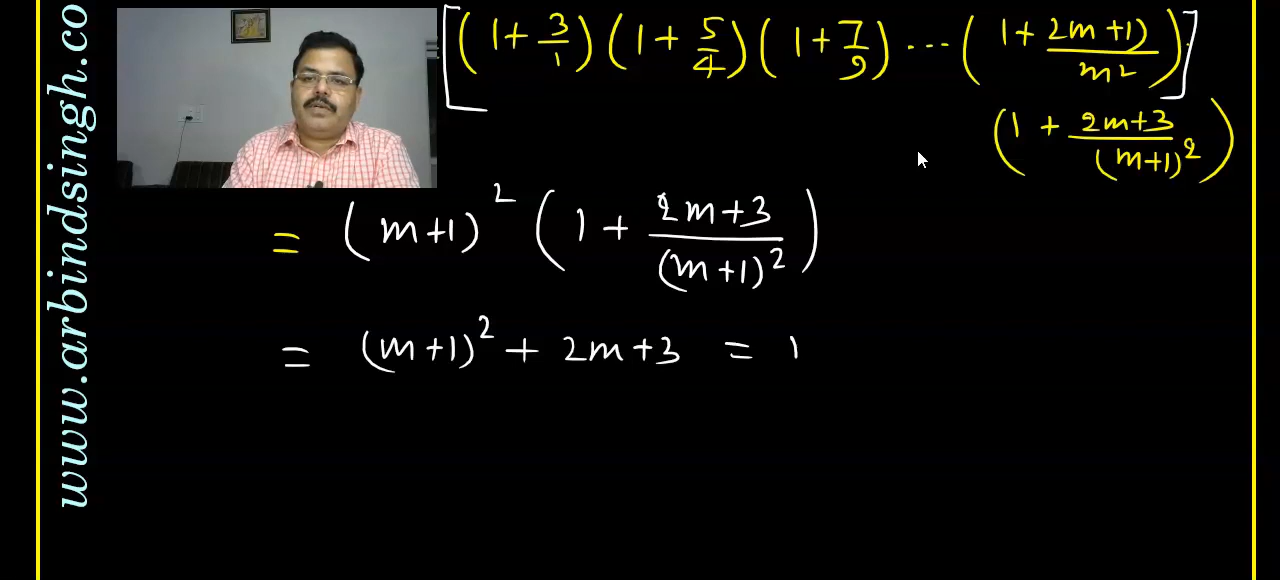 www.arbindsingh.co
[(1+3/1)(1+5/4)(1+7/9)...(1+2m+1)/m²)]
(1+2m+3/(m+1)²)
= (m+1)²(1+2m+3/(m+1)²)
= (m+1)²+2m+3 = 1